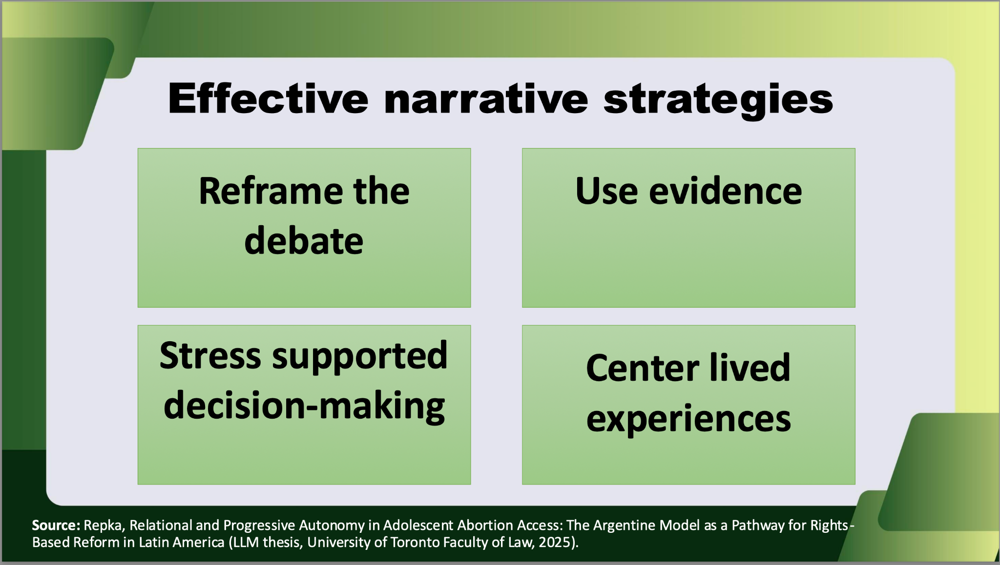 Effective narrative strategies
Reframe the
debate
Use evidence
Stress supported
decision-making
Center lived
experiences
Source: Repka, Relational and Progressive Autonomy in Adolescent Abortion Access: The Argentine Model as a Pathway for Rights-
Based Reform in Latin America (LLM thesis, University of Toronto Faculty of Law, 2025).